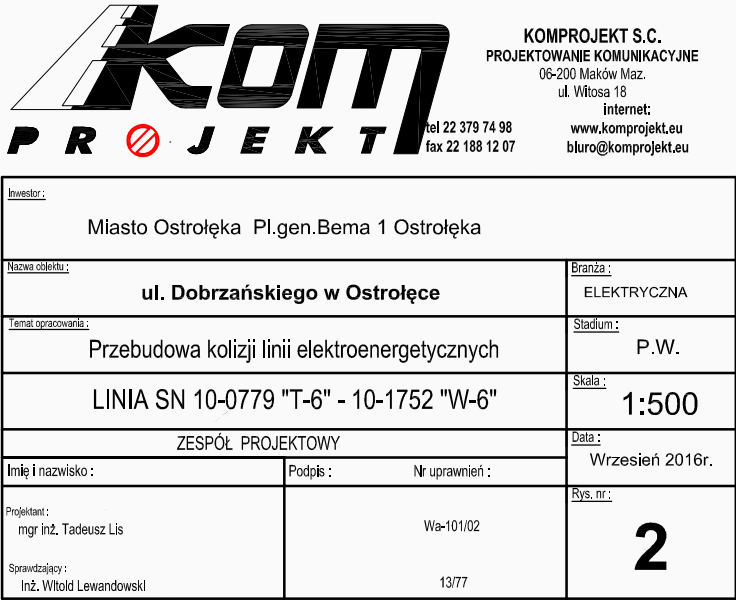 KOM
PROJEKT
tel 22 379 74 98
fax 22 188 12 07
KOMPROJEKT S.C.
PROJEKTOWANIE KOMUNIKACYJNE
06-200 Maków Maz.
ul. Witosa 18
internet:
www.komprojekt.eu
biuro@komprojekt.eu
Inwestor :
Miasto Ostrołęka Pl.gen.Bema 1 Ostrołęka
Nazwa objektu :
ul. Dobrzańskiego w Ostrołęce
Branża :
ELEKTRYCZNA
Temat opracowania :
Przebudowa kolizji linii elektroenergetycznych
Stadium :
P.W.
LINIA SN 10-0779 "T-6" - 10-1752 "W-6"
Skala :
1:500
ZESPÓŁ PROJEKTOWY
Data :
Wrzesień 2016r.
Imię i nazwisko :
Podpis :
Nr uprawnień :
Rys. nr :
2
Projektant :
mgr inż. Tadeusz Lis
Wa-101/02
Sprawdzający :
Inż. Witold Lewandowski
13/77